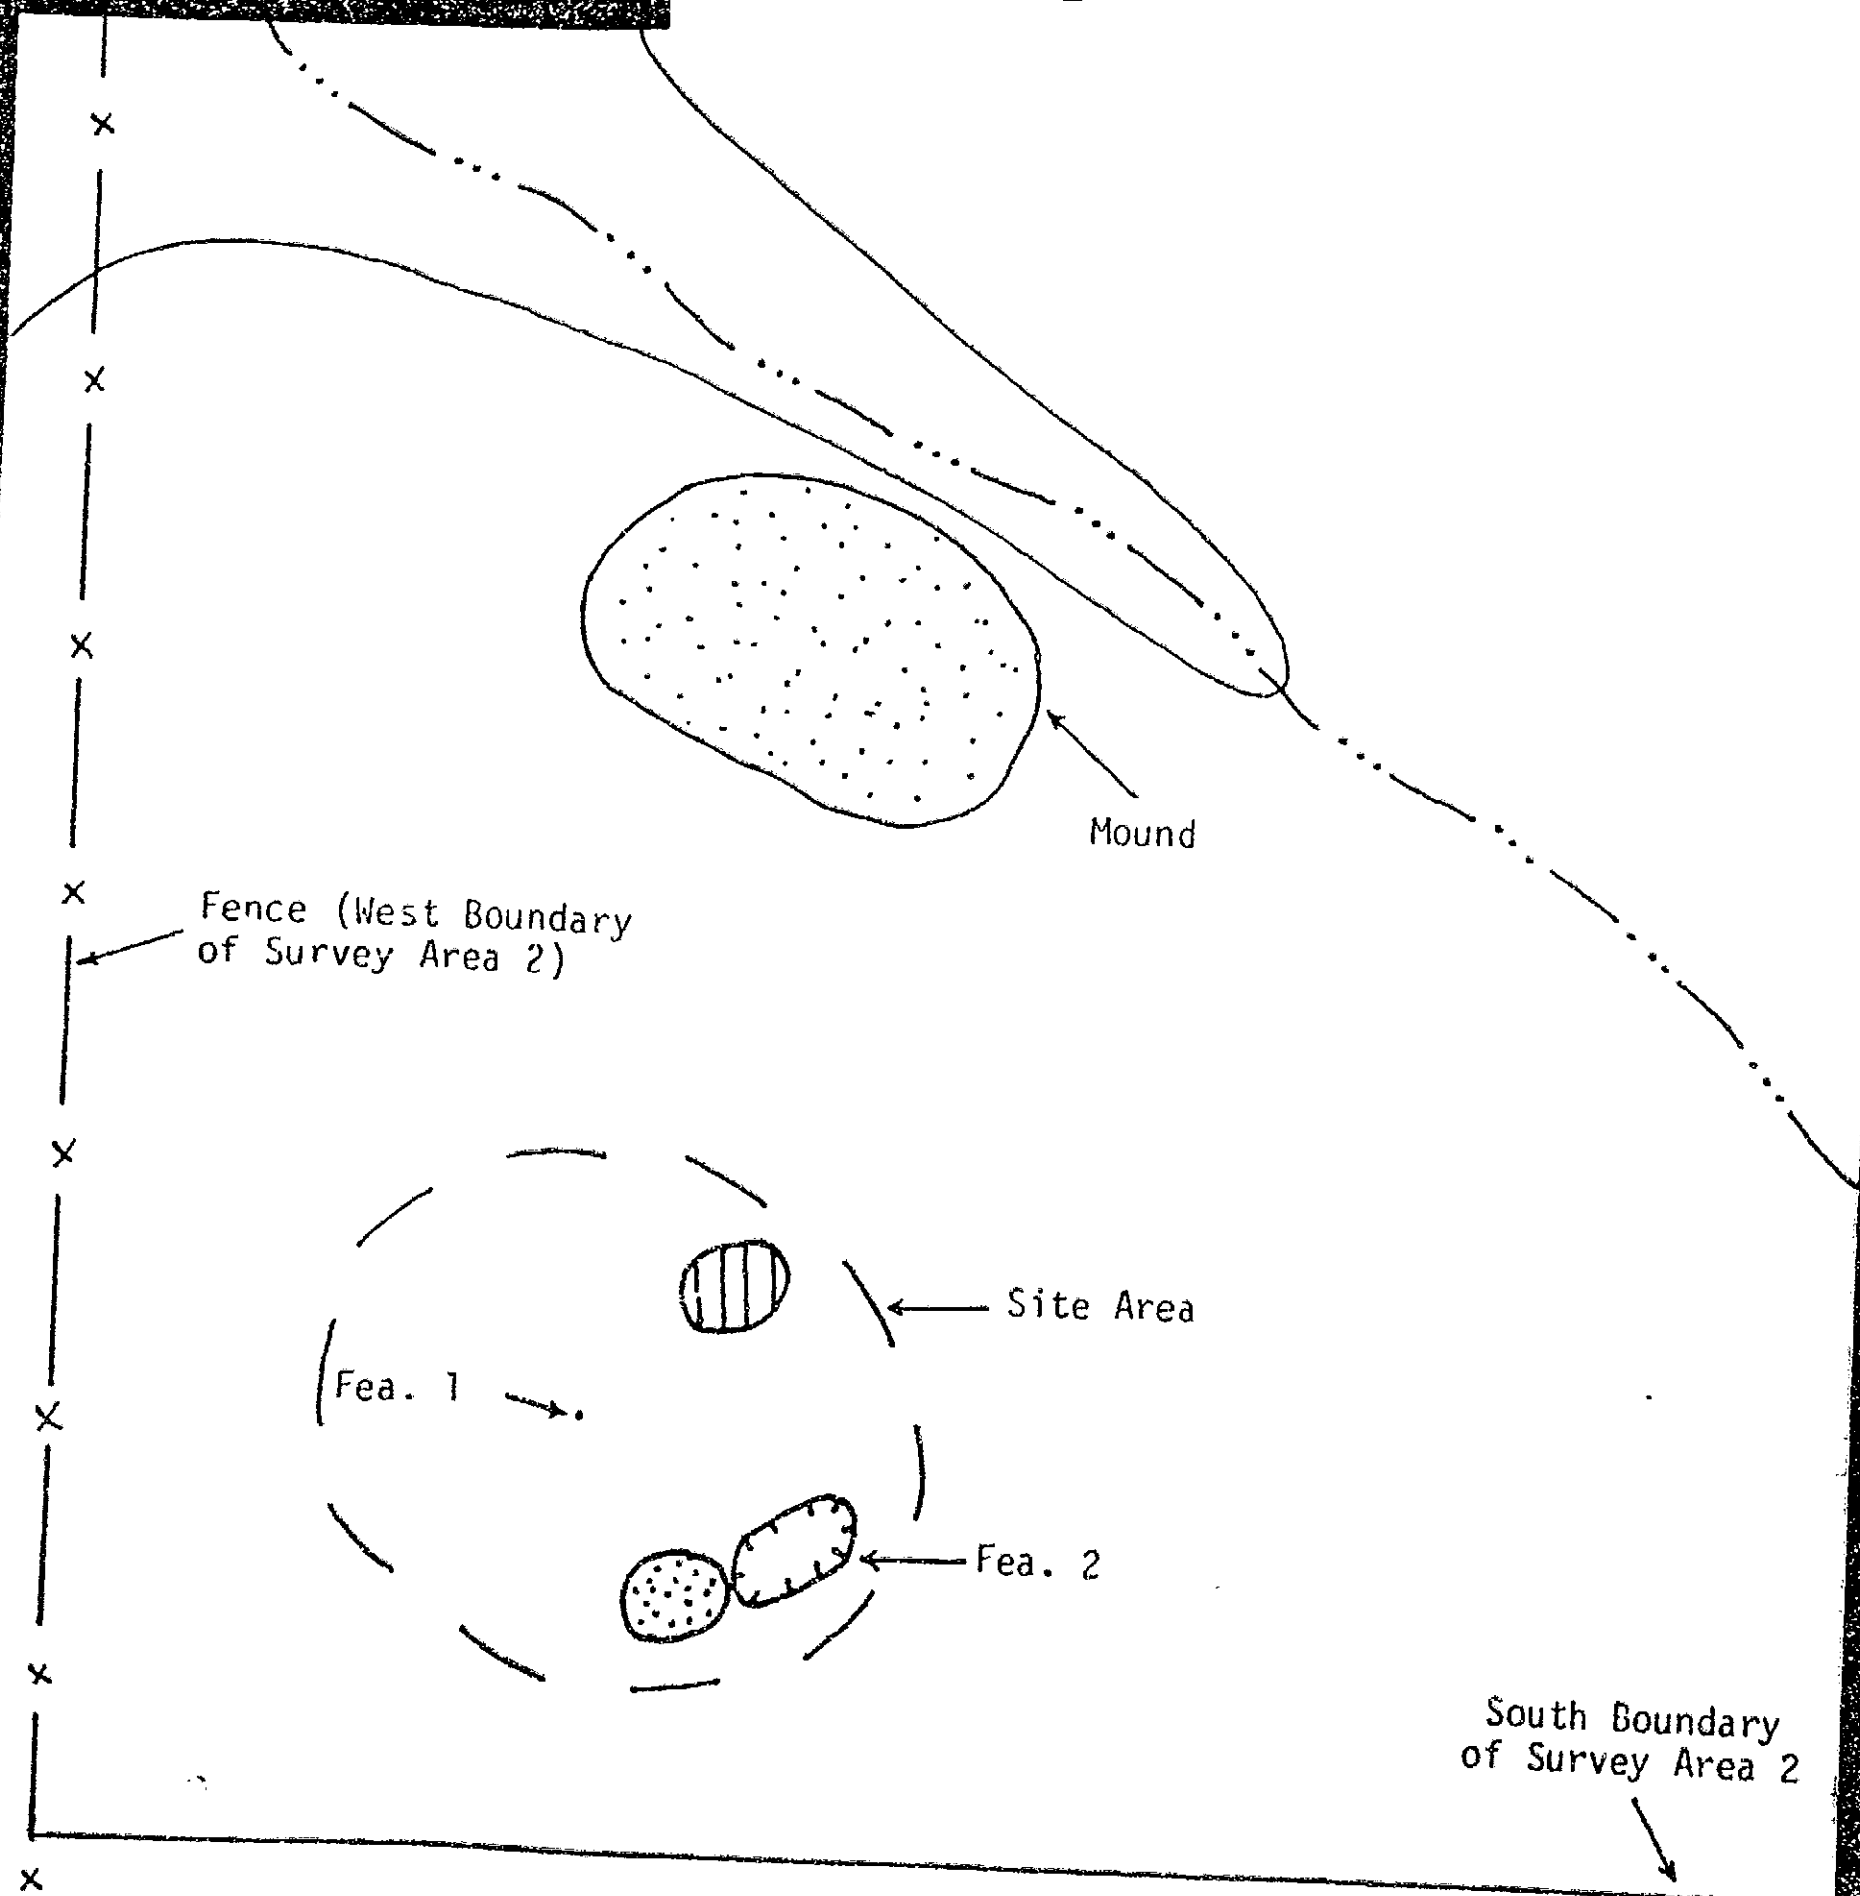 Mound
Fence (West Boundary
of Survey Area 2)
Site Area
Fea. 1
Fea. 2
South Boundary
of Survey Area 2